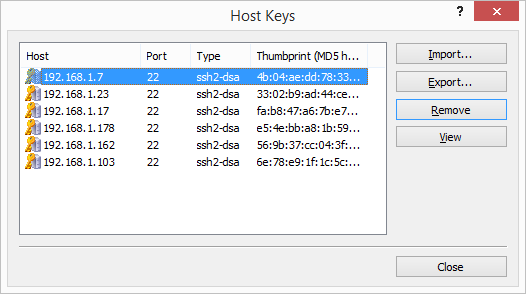 Host Keys
? ×
Host Port Type Thumbprint (MD5 h...
192.168.1.7 22 ssh2-dsa 4b:04:ae:dd:78:33...
192.168.1.23 22 ssh2-dsa 33:02:b9:ad:44:ce...
192.168.1.17 22 ssh2-dsa fa:b8:47:a6:7b:e7...
192.168.1.178 22 ssh2-dsa e5:4e:bb:a8:1b:59...
192.168.1.162 22 ssh2-dsa 56:9b:37:cc:04:3f:...
192.168.1.103 22 ssh2-dsa 6e:78:e9:1f:1c:5c:...
Import...
Export...
Remove
View
Close